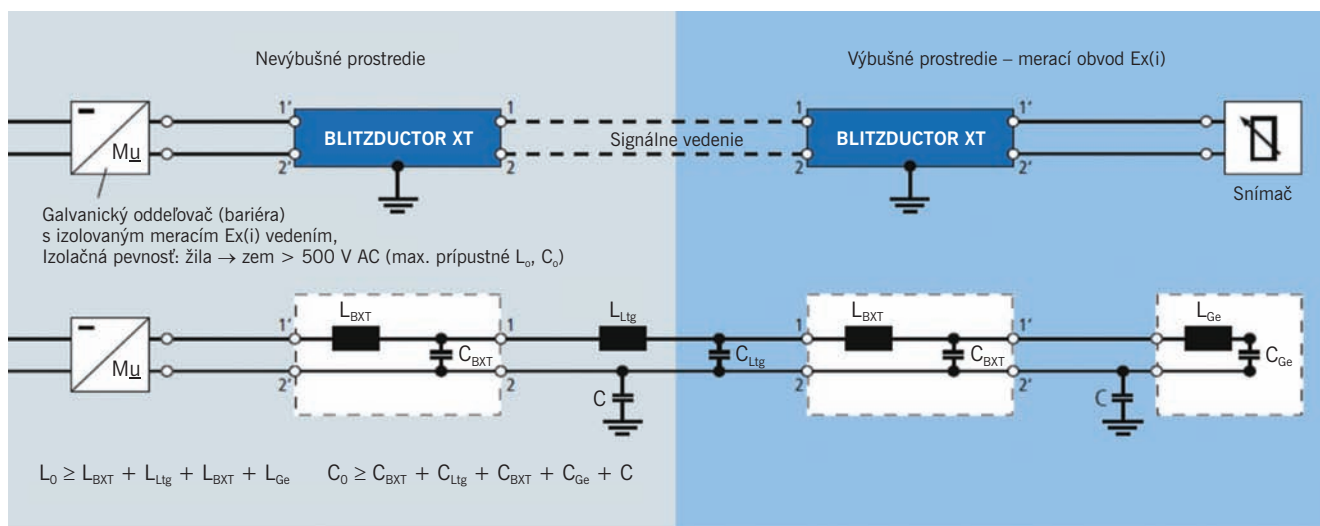 Nevýbušné prostredie
Výbušné prostredie – merací obvod Ex(i)
1' 1 1 1'
BLITZDUCTOR XT Signálne vedenie BLITZDUCTOR XT
Mu
2' 2 2 2'
Snímač
Galvanický oddeľovač (bariéra)
s izolovaným meracím Ex(i) vedením,
Izolačná pevnosť: žila → zem > 500 V AC (max. prípustné Lo, Co)
LBXT LLtg LBXT LGe
1' 1 1 1'
Mu CBXT CLtg CBXT CGe
2' 2 2 2'
C C
L0 ≥ LBXT + LLtg + LBXT + LGe C0 ≥ CBXT + CLtg + CBXT + CGe + C